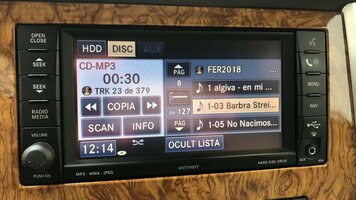 OPEN
CLOSE
SEEK
SEEK
RADIO
MEDIA
VOLUME
PUSH ON
HDD
DISC
AUX
CD-MP3
00:30
TRK 23 de 379
COPIA
SCAN
INFO
12:14
PÁG
8
de 127
PÁG
FER2018
1 algiva - en mi ...
1-03 Barbra Strei...
1-05 No Nacimos...
OCULT LISTA
MP3 - WMA - JPEG
ANTITHEFT
HARD DISC DRIVE
MENU
NAV
AUX